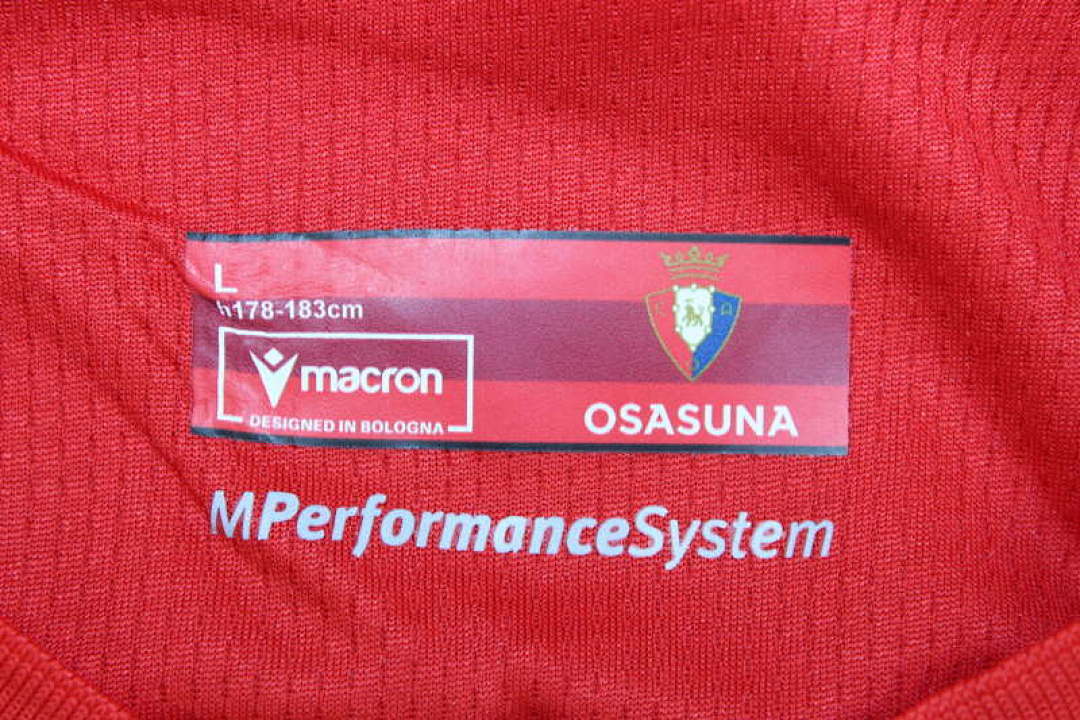 L
h178-183cm
macron
DESIGNED IN BOLOGNA
OSASUNA
MPerformanceSystem